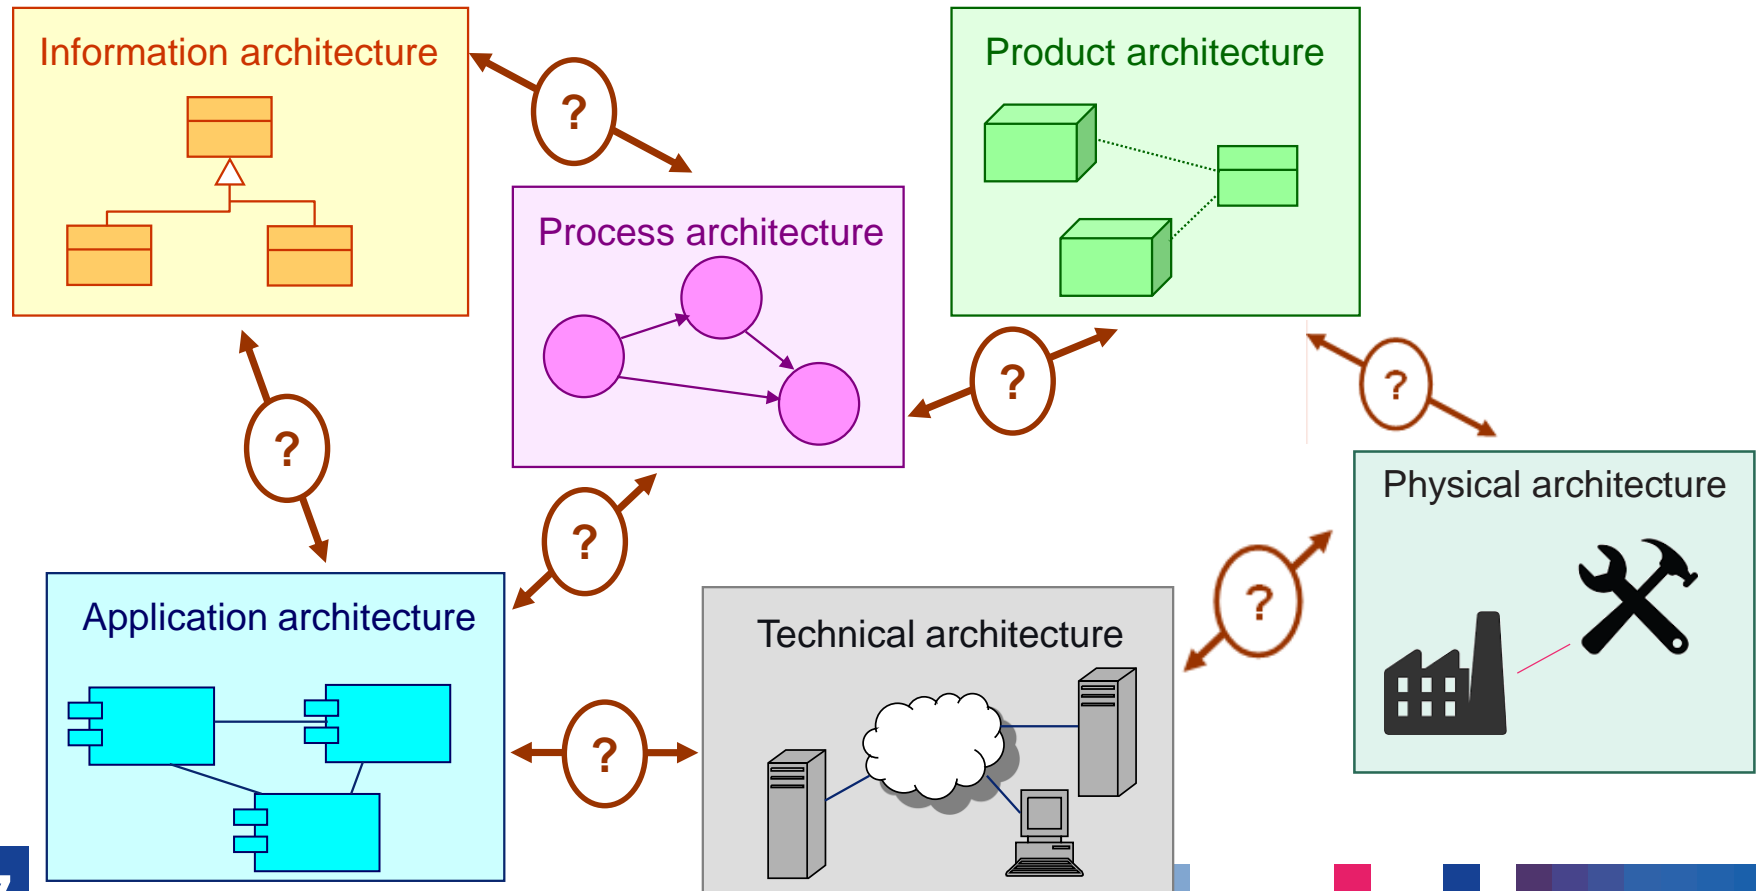 Information architecture
Product architecture
?
Process architecture
?
?
?
Physical architecture
?
?
Application architecture
Technical architecture
?